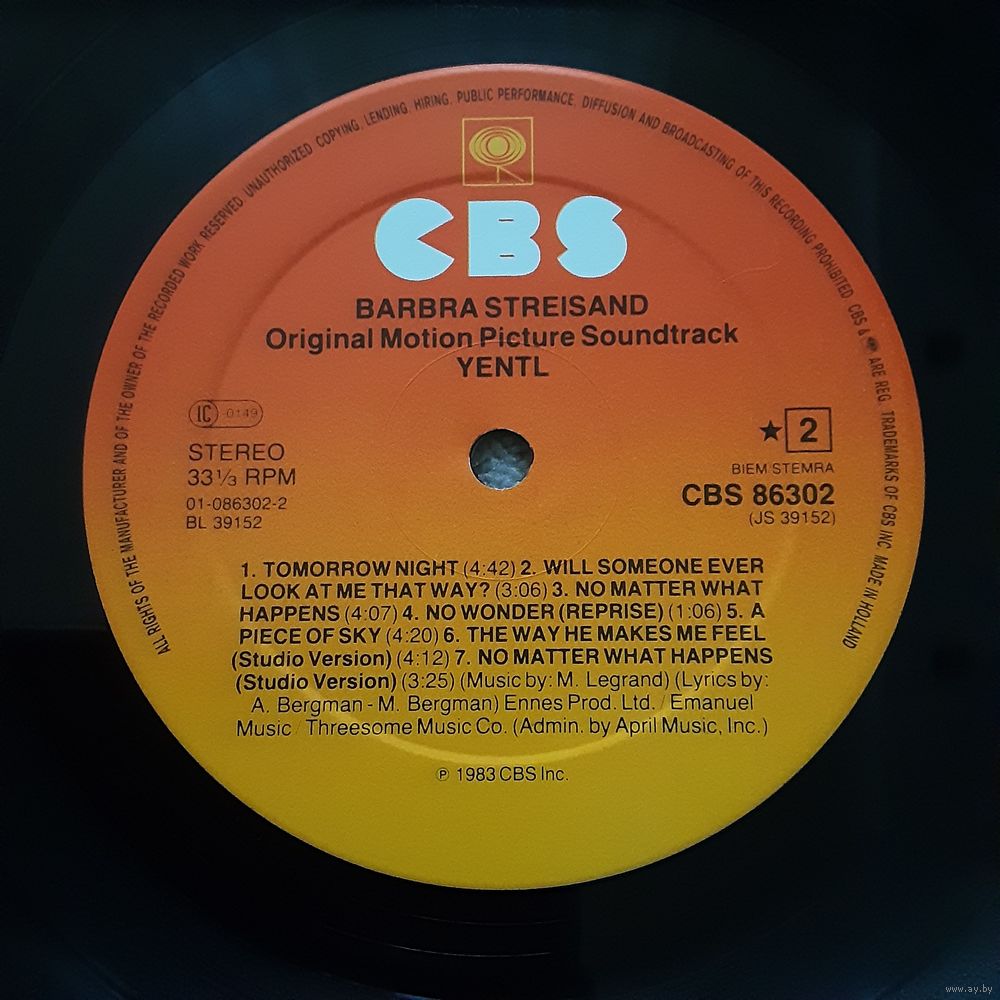 ALL RIGHTS OF THE MANUFACTURER AND OF THE OWNER OF THE RECORDED WORK RESERVED. UNAUTHORIZED COPYING, LENDING, HIRING, PUBLIC PERFORMANCE, DIFFUSION AND BROADCASTING OF THIS RECORDING PROHIBITED. CBS & ARE REG. TRADEMARKS OF CBS INC. MADE IN HOLLAND
CBS
BARBRA STREISAND
Original Motion Picture Soundtrack
YENTL
IC 0149
STEREO
33⅓ RPM
01-086302-2
BL 39152
★ 2
BIEM STEMRA
CBS 86302
(JS 39152)
1. TOMORROW NIGHT (4:42) 2. WILL SOMEONE EVER
LOOK AT ME THAT WAY? (3:06) 3. NO MATTER WHAT
HAPPENS (4:07) 4. NO WONDER (REPRISE) (1:06) 5. A
PIECE OF SKY (4:20) 6. THE WAY HE MAKES ME FEEL
(Studio Version) (4:12) 7. NO MATTER WHAT HAPPENS
(Studio Version) (3:25) (Music by: M. Legrand) (Lyrics by:
A. Bergman - M. Bergman) Ennes Prod. Ltd. / Emanuel
Music / Threesome Music Co. (Admin. by April Music, Inc.)
℗ 1983 CBS Inc.
www.ay.by